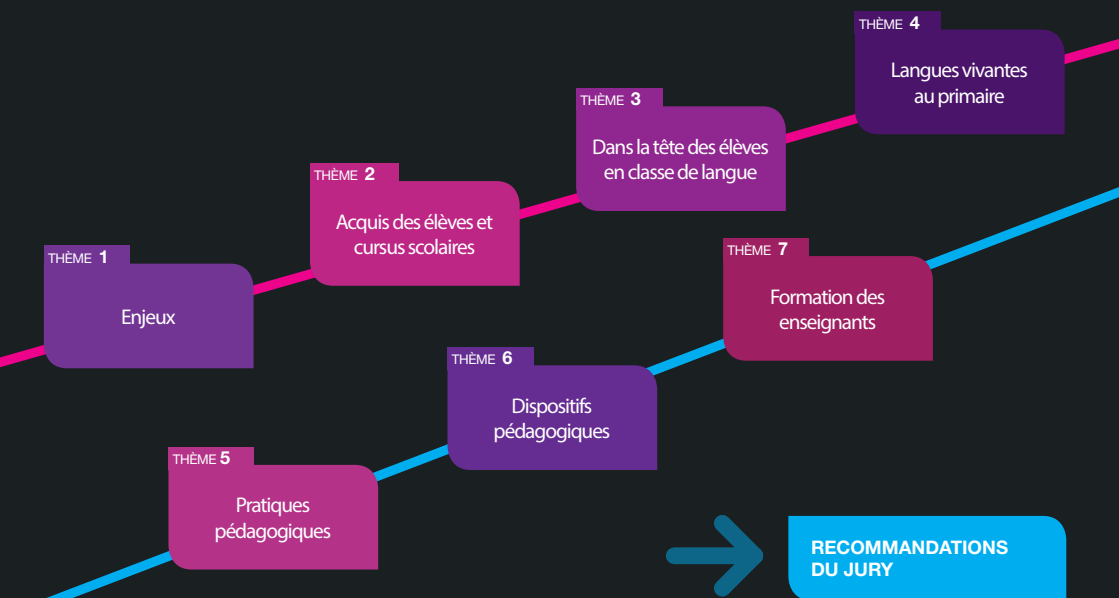 THÈME 1
Enjeux
THÈME 2
Acquis des élèves et
cursus scolaires
THÈME 3
Dans la tête des élèves
en classe de langue
THÈME 4
Langues vivantes
au primaire
THÈME 5
Pratiques
pédagogiques
THÈME 6
Dispositifs
pédagogiques
THÈME 7
Formation des
enseignants
RECOMMANDATIONS
DU JURY